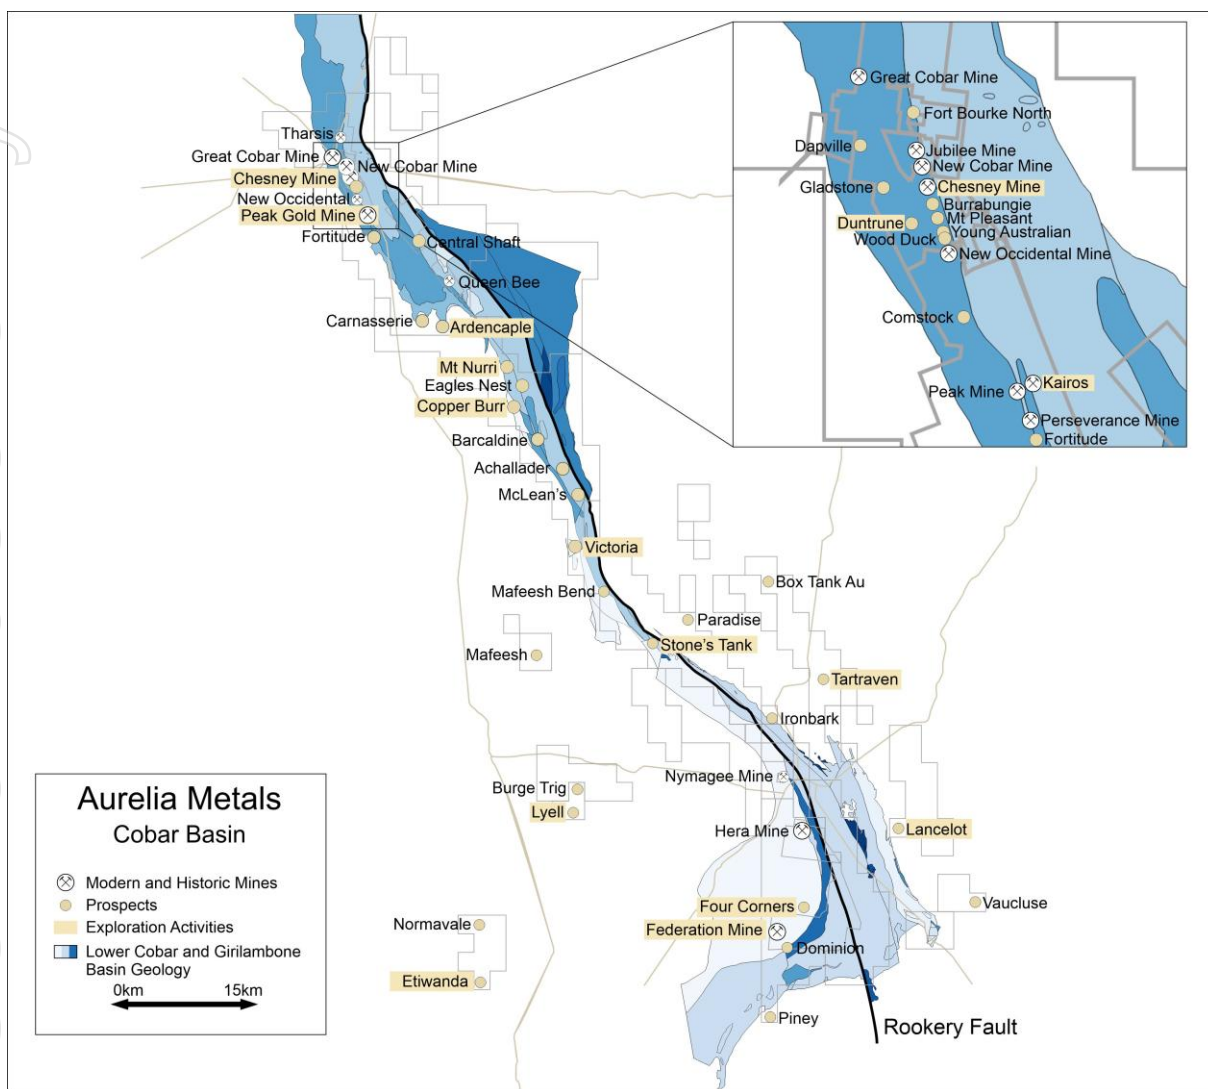 Tharsis
Great Cobar Mine
New Cobar Mine
Chesney Mine
New Occidental
Peak Gold Mine
Fortitude
Central Shaft
Queen Bee
Carnasserie
Ardencaple
Mt Nurri
Eagles Nest
Copper Burr
Barcaldine
Achallader
McLean's
Victoria
Mafeesh Bend
Box Tank Au
Paradise
Stone's Tank
Mafeesh
Tartraven
Ironbark
Nymagee Mine
Burge Trig
Lyell
Hera Mine
Lancelot
Four Corners
Vaucluse
Normavale
Federation Mine
Dominion
Etiwanda
Piney
Rookery Fault
Great Cobar Mine
Fort Bourke North
Dapville
Jubilee Mine
New Cobar Mine
Gladstone
Chesney Mine
Burrabungie
Mt Pleasant
Duntrune
Young Australian
Wood Duck
New Occidental Mine
Comstock
Kairos
Peak Mine
Perseverance Mine
Fortitude
Aurelia Metals
Cobar Basin
Modern and Historic Mines
Prospects
Exploration Activities
Lower Cobar and Girilambone
Basin Geology
0km 15km